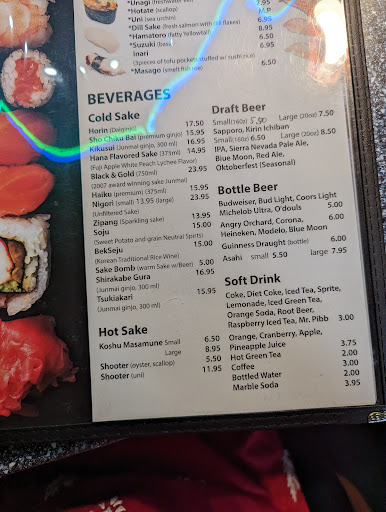 *Unagi (freshwater eel)
*Hotate (scallop)
*Uni (sea urchin) M.P
*Dill Sake (fresh salmon with dill flakes) 6.95
*Hamatoro (fatty Yellowtail) 8.95
*Suzuki (bass)
Inari
(3pieces of tofu pockets stuffed w/ sushi rice)
*Masago (smelt fish roe)
BEVERAGES
Cold Sake
Horin (Daiginjo) 17.50
Sho Chiku Bai (premium ginjo) 15.95
Kikusui (Junmai ginjo, 300 ml) 16.95
Hana Flavored Sake (375ml) 14.95
(Fuji Apple White Peach Lychee Flavor)
Black & Gold (750ml) 23.95
(2007 award winning sake Junmai)
Haiku (premium) (375ml) 15.95
Nigori (small) 13.95 (large) 23.95
(Unfiltered Sake)
Zipang (Sparkling sake) 13.95
Soju 15.00
(Sweet Potato and grain Neutral Spirits)
BekSeju 15.00
(Korean Traditional Rice Wine)
Sake Bomb (warm Sake w/Beer) 5.00
Shirakabe Gura 16.95
(Junmai ginjo, 300 ml)
Tsukiakari 15.95
(Junmai ginjo, 300 ml)
Hot Sake
Koshu Masamune Small 6.50
Large 8.95
Shooter (oyster, scallop) 5.50
Shooter (uni) 11.95
Draft Beer
Small(16oz) 5.50 Large (20oz) 7.50
Sapporo, Kirin Ichiban
Small(16oz) 6.50 Large (20oz) 8.50
IPA, Sierra Nevada Pale Ale,
Blue Moon, Red Ale,
Oktoberfest (Seasonal)
Bottle Beer
Budweiser, Bud Light, Coors Light
Michelob Ultra, O'douls 5.00
Angry Orchard, Corona,
Heineken, Modelo, Blue Moon 6.00
Guinness Draught (bottle) 6.00
Asahi small 5.50 large 7.95
Soft Drink
Coke, Diet Coke, Iced Tea, Sprite,
Lemonade, Iced Green Tea,
Orange Soda, Root Beer,
Raspberry Iced Tea, Mr. Pibb 3.00
Orange, Cranberry, Apple,
Pineapple Juice 3.75
Hot Green Tea 2.00
Coffee 3.00
Bottled Water 2.00
Marble Soda 3.95